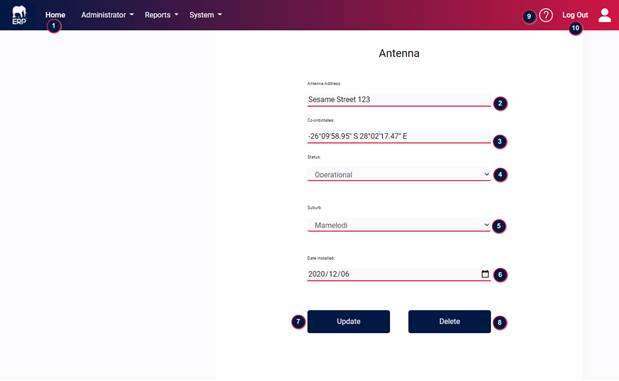 ERP Home Administrator Reports System 9 ? Log Out
1 10
Antenna
Antenna Address:
Sesame Street 123 2
Co-ordintates:
-26°09'58.95" S 28°02'17.47" E 3
Status:
Operational 4
Suburb:
Mamelodi 5
Date Installed:
2020/12/06 6
7 Update Delete 8